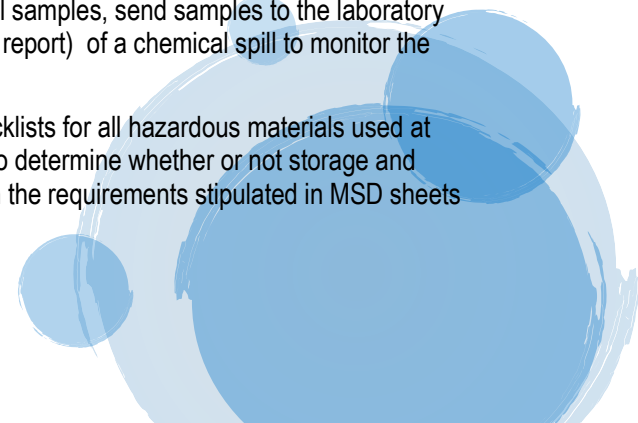 l samples, send samples to the laboratory
report) of a chemical spill to monitor the
klists for all hazardous materials used at
o determine whether or not storage and
the requirements stipulated in MSD sheets